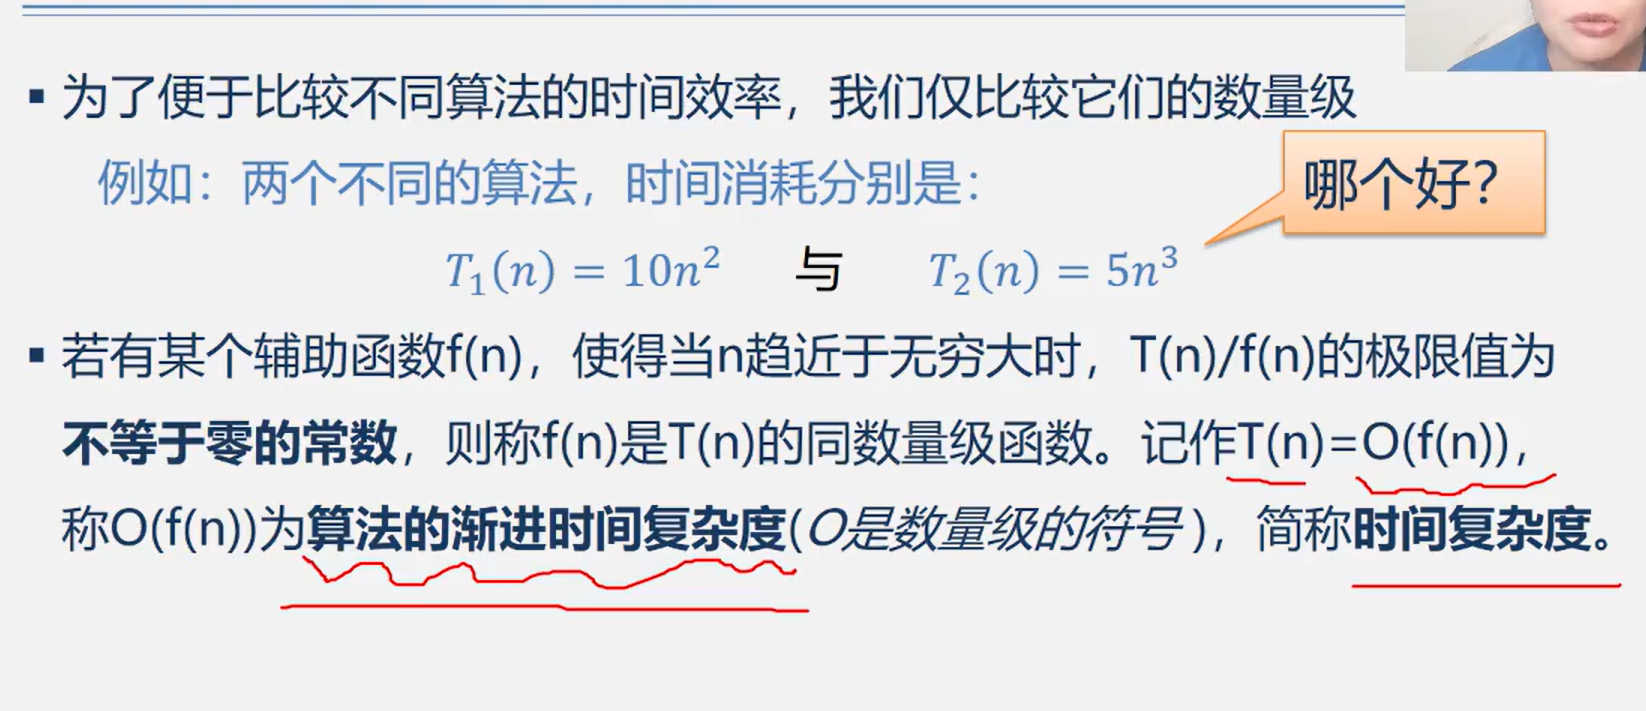 ▪ 为了便于比较不同算法的时间效率，我们仅比较它们的数量级
例如：两个不同的算法，时间消耗分别是：
哪个好？
T₁(n) = 10n² 与 T₂(n) = 5n³
▪ 若有某个辅助函数f(n)，使得当n趋近于无穷大时，T(n)/f(n)的极限值为
不等于零的常数，则称f(n)是T(n)的同数量级函数。记作T(n)=O(f(n))，
称O(f(n))为算法的渐进时间复杂度(O是数量级的符号)，简称时间复杂度。